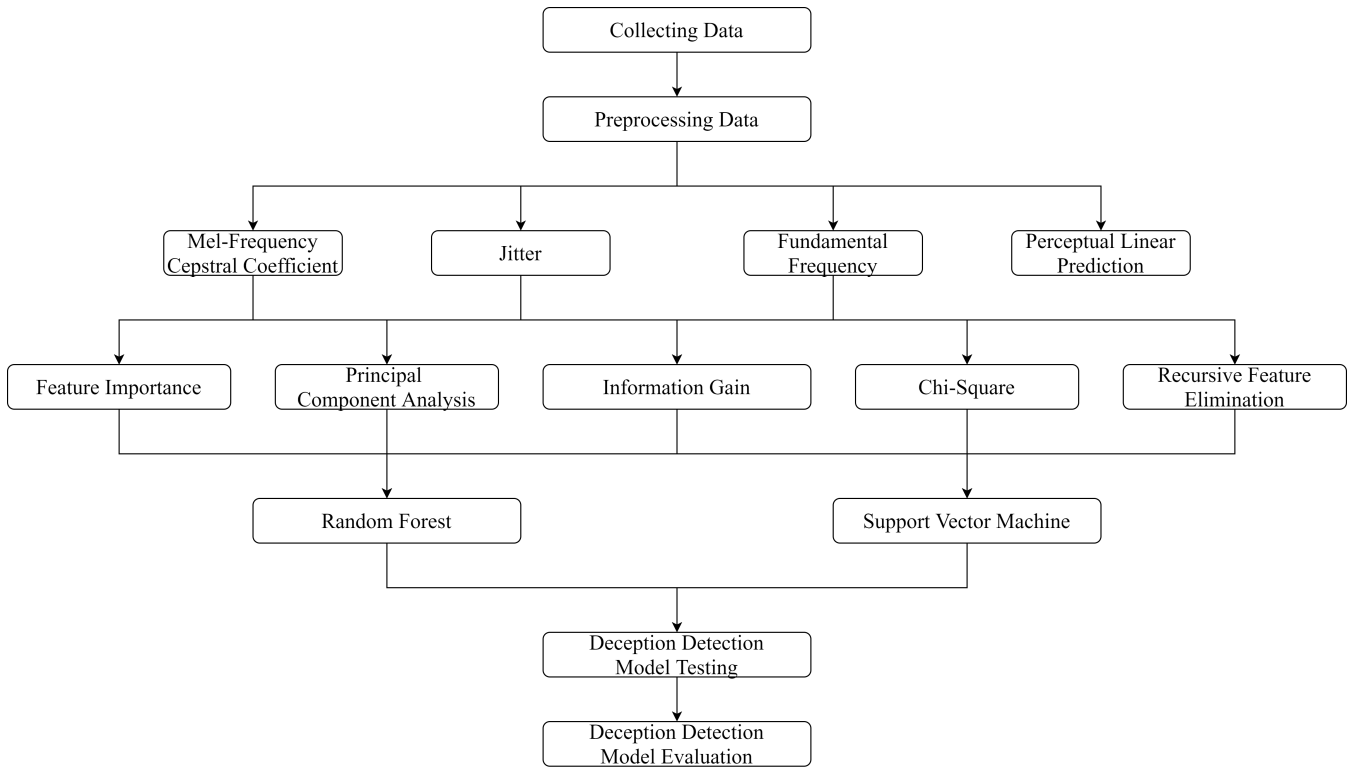 Collecting Data
Preprocessing Data
Mel-Frequency
Cepstral Coefficient
Jitter
Fundamental
Frequency
Perceptual Linear
Prediction
Feature Importance
Principal
Component Analysis
Information Gain
Chi-Square
Recursive Feature
Elimination
Random Forest
Support Vector Machine
Deception Detection
Model Testing
Deception Detection
Model Evaluation